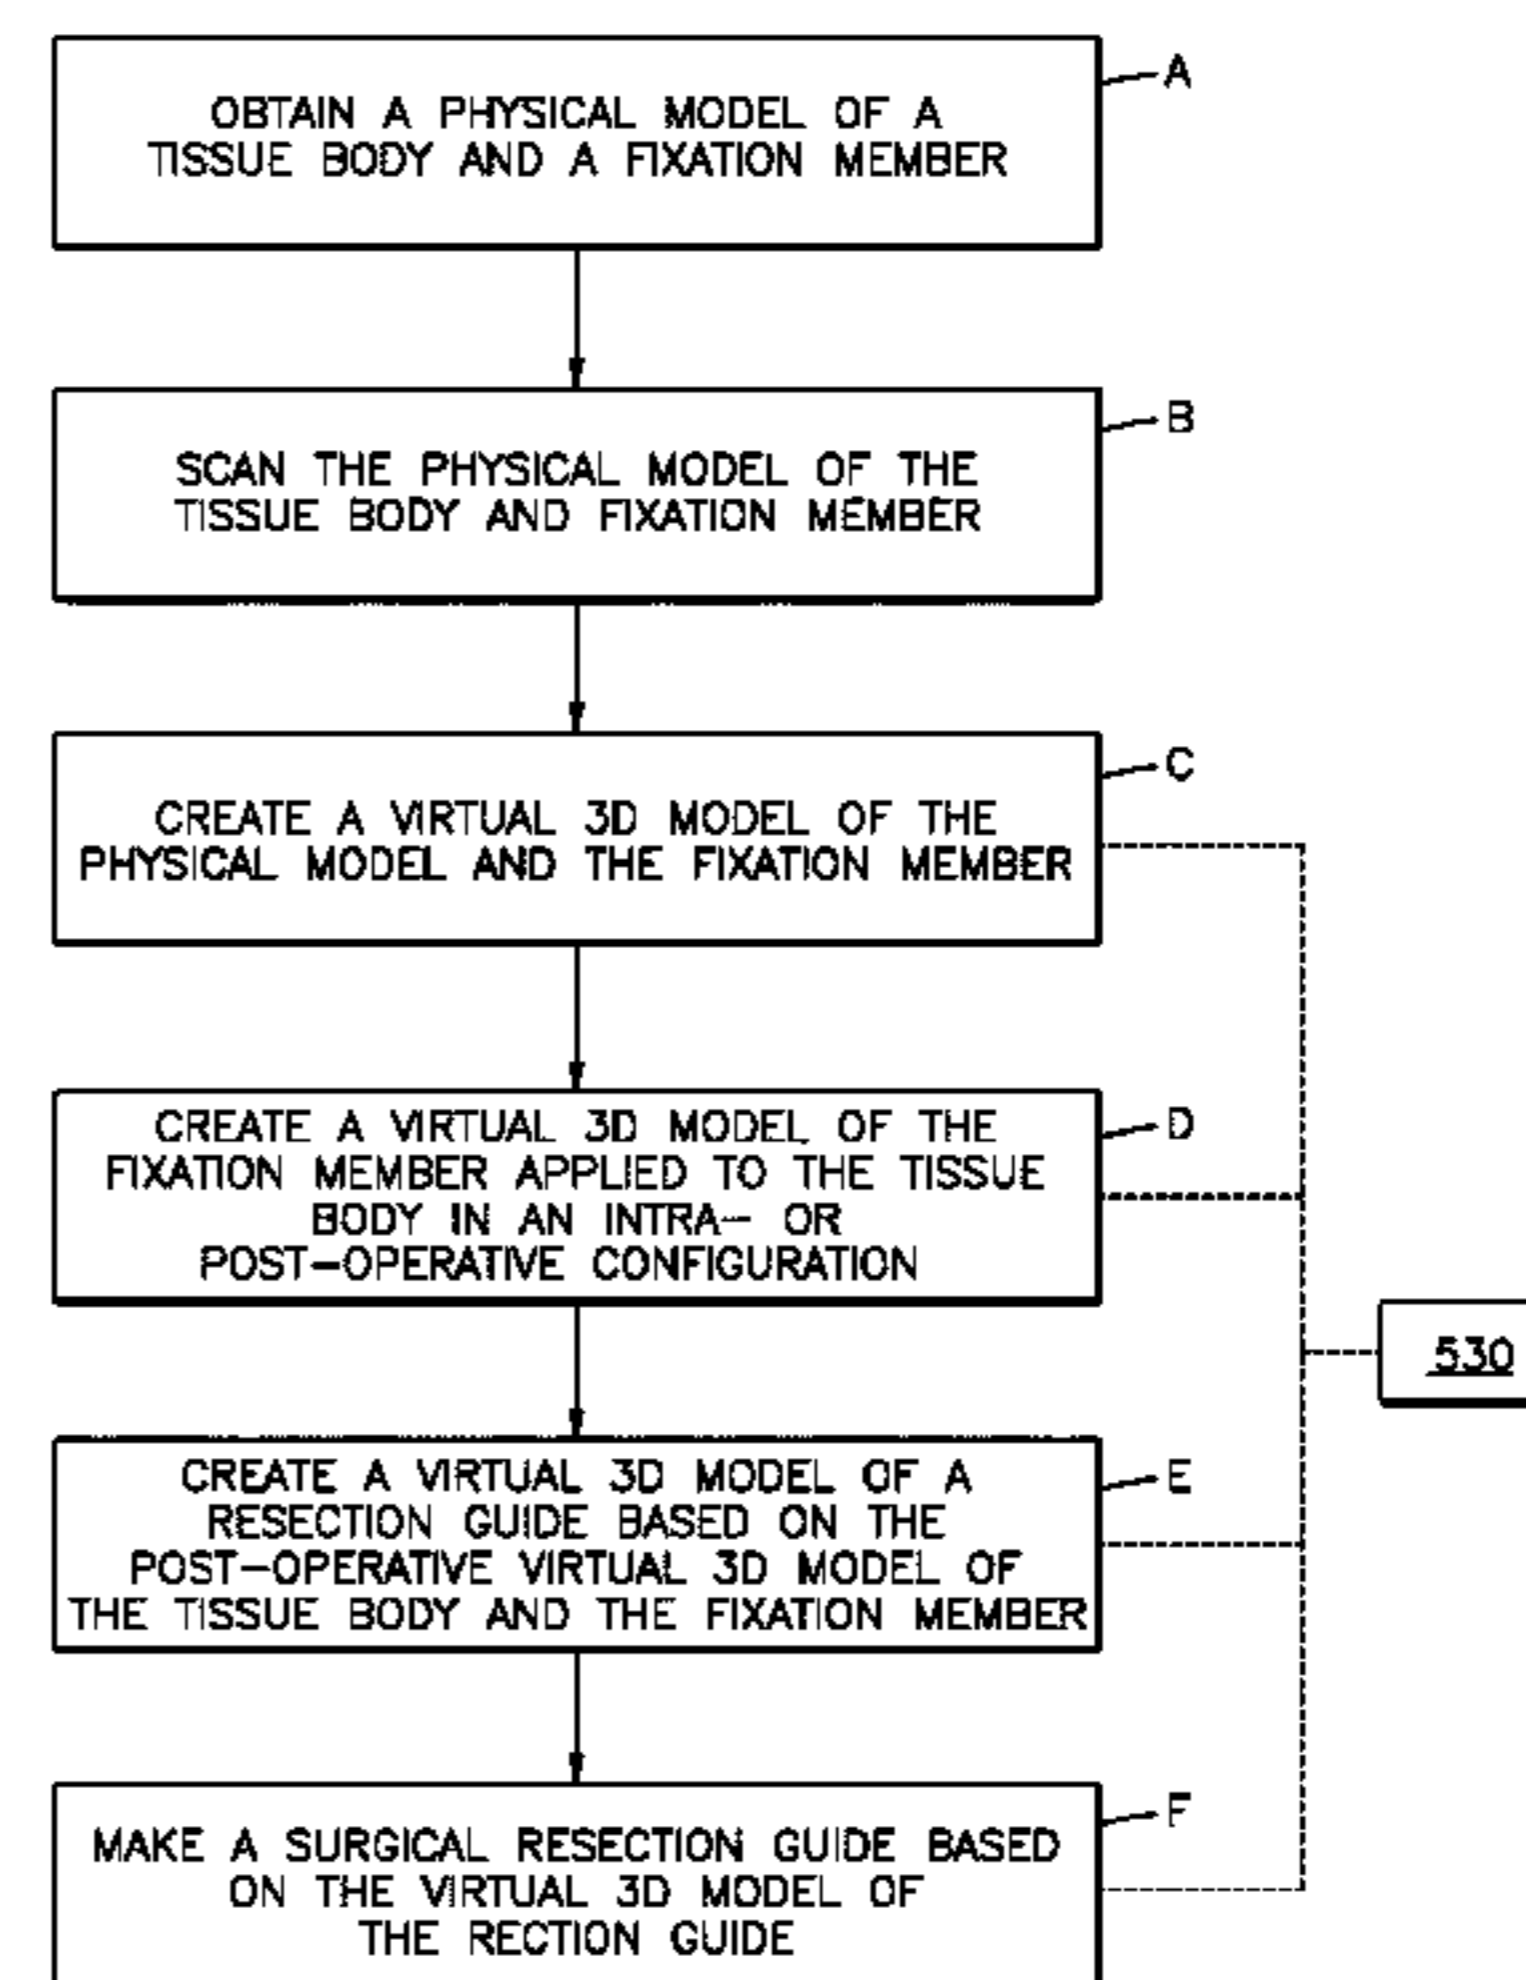 OBTAIN A PHYSICAL MODEL OF A
TISSUE BODY AND A FIXATION MEMBER
A
SCAN THE PHYSICAL MODEL OF THE
TISSUE BODY AND FIXATION MEMBER
B
CREATE A VIRTUAL 3D MODEL OF THE
PHYSICAL MODEL AND THE FIXATION MEMBER
C
CREATE A VIRTUAL 3D MODEL OF THE
FIXATION MEMBER APPLIED TO THE TISSUE
BODY IN AN INTRA- OR
POST-OPERATIVE CONFIGURATION
D
530
CREATE A VIRTUAL 3D MODEL OF A
RESECTION GUIDE BASED ON THE
POST-OPERATIVE VIRTUAL 3D MODEL OF
THE TISSUE BODY AND THE FIXATION MEMBER
E
MAKE A SURGICAL RESECTION GUIDE BASED
ON THE VIRTUAL 3D MODEL OF
THE RECTION GUIDE
F